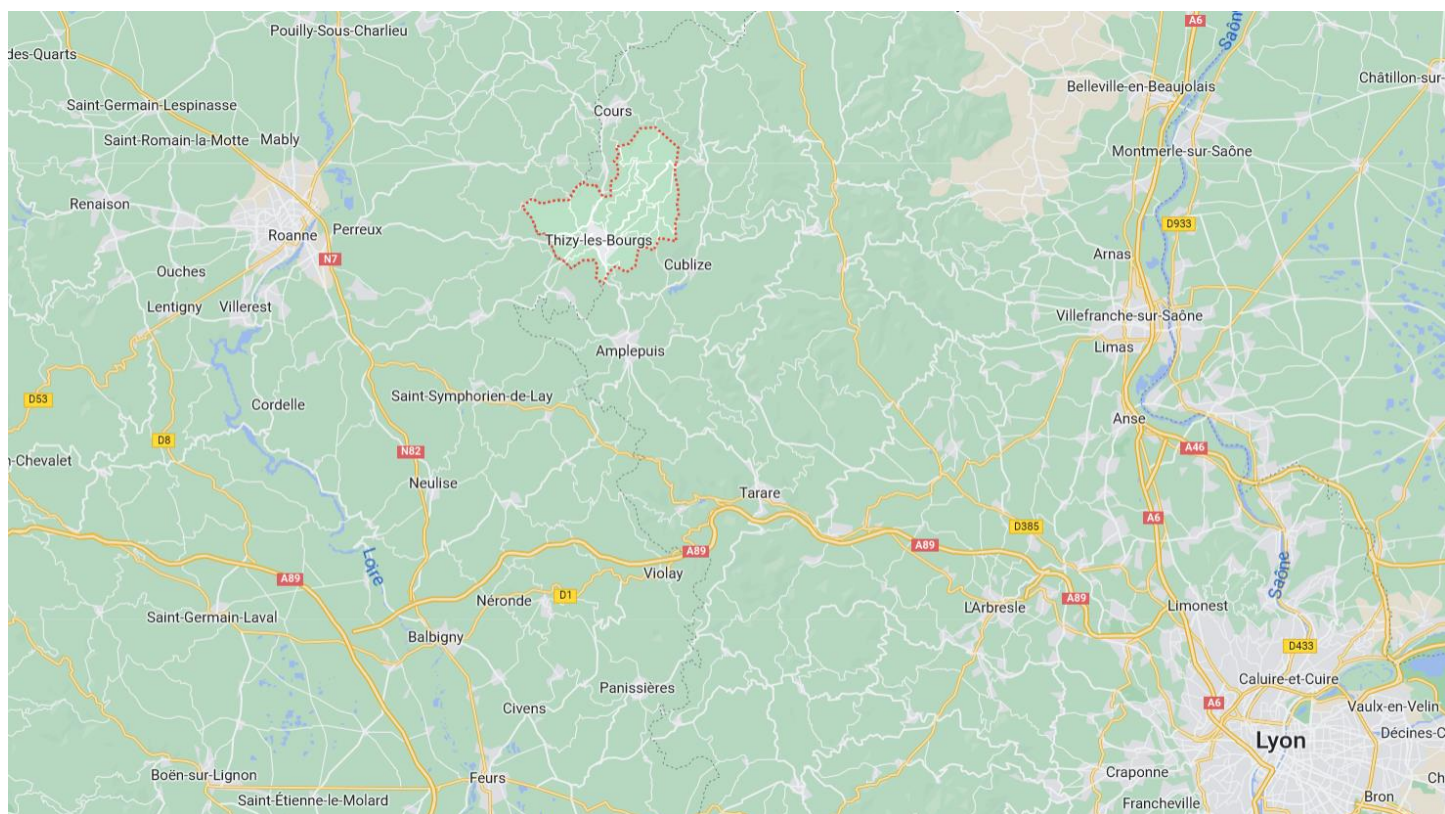 A6
Saône
Pouilly-Sous-Charlieu
des-Quarts
Châtillon-sur-
Belleville-en-Beaujolais
Saint-Germain-Lespinasse
Cours
Saint-Romain-la-Motte
Mably
Montmerle-sur-Saône
Renaison
D933
Roanne
Perreux
Thizy-les-Bourgs
Arnas
N7
Cublize
Ouches
Lentigny
Villerest
Villefranche-sur-Saône
Amplepuis
Limas
D53
Saint-Symphorien-de-Lay
Cordelle
Anse
D8
N82
A46
n-Chevalet
Neulise
Tarare
A6
D385
A89
A89
Loire
A89
Violay
Saône
D1
A89
Néronde
L'Arbresle
Limonest
Saint-Germain-Laval
Balbigny
D433
Caluire-et-Cuire
Panissières
A6
Civens
Vaulx-en-Velin
Lyon
Décines-C
Boën-sur-Lignon
Feurs
Craponne
Ch
Saint-Étienne-le-Molard
Francheville
Bron